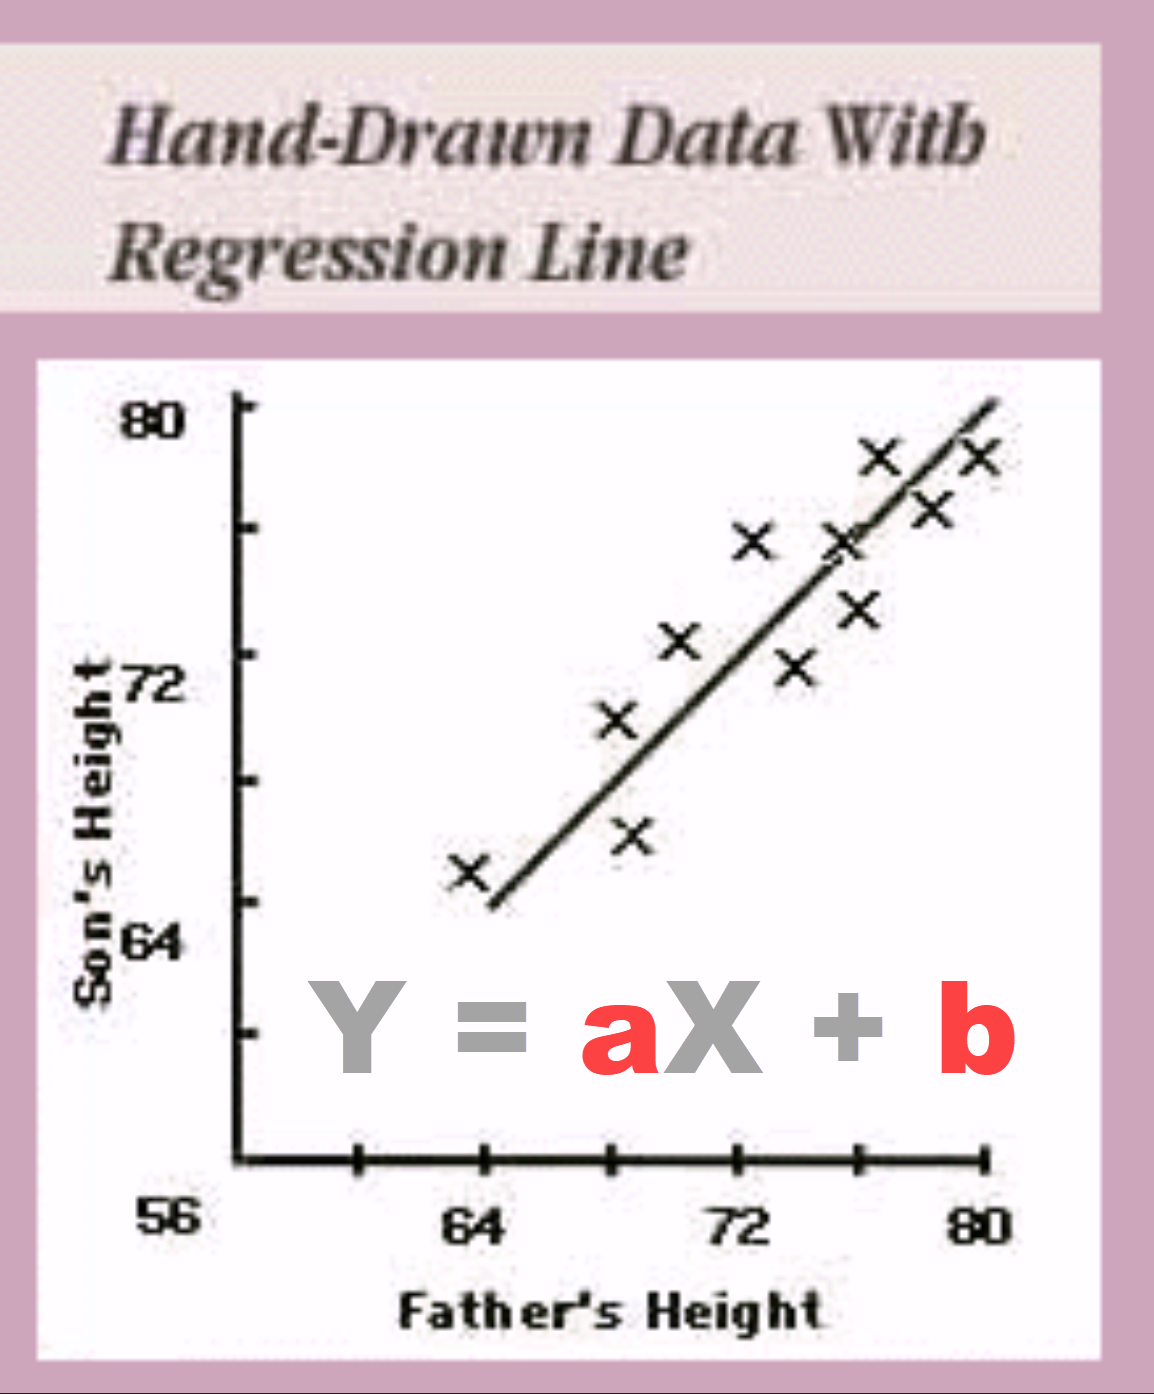 Hand-Drawn Data With
Regression Line
80
72
64
56
Son's Height
Y = aX + b
64 72 80
Father's Height